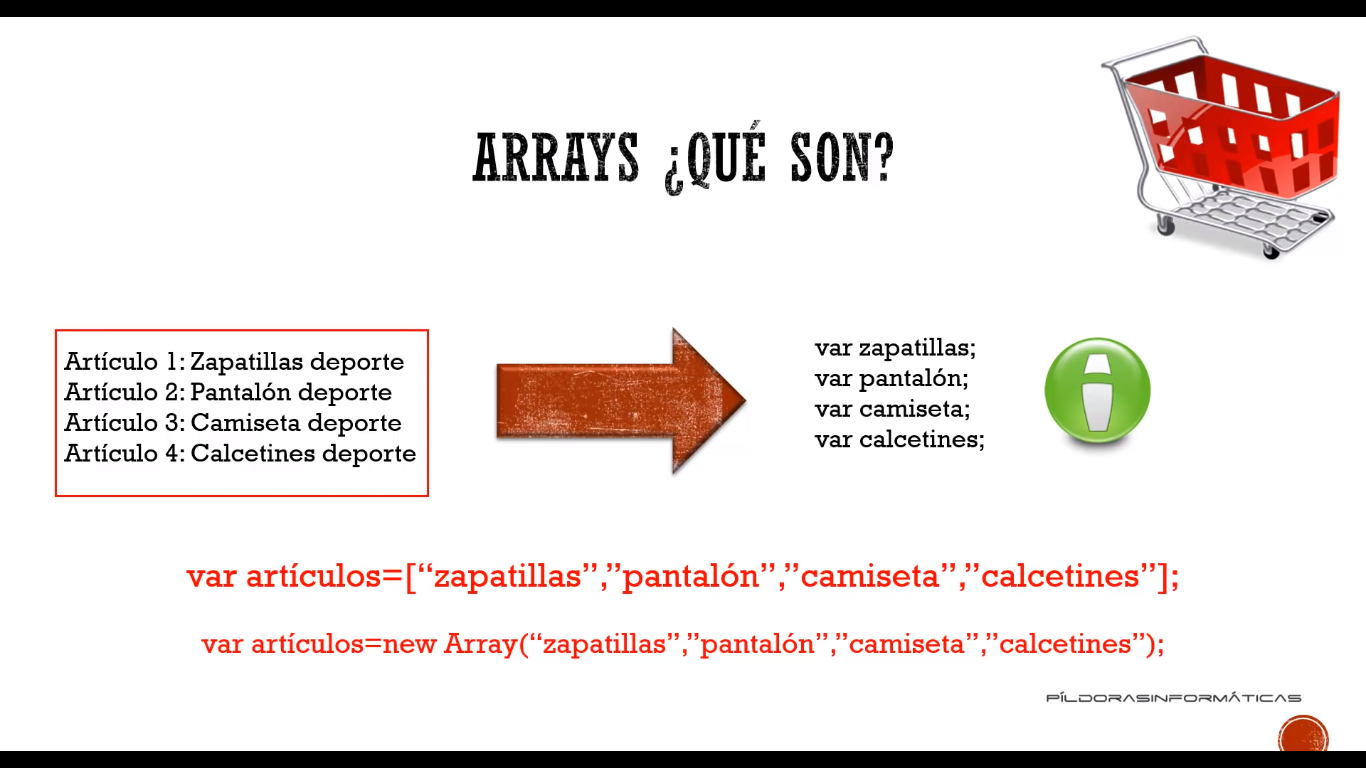 ARRAYS ¿QUÉ SON?
Artículo 1: Zapatillas deporte
Artículo 2: Pantalón deporte
Artículo 3: Camiseta deporte
Artículo 4: Calcetines deporte
var zapatillas;
var pantalón;
var camiseta;
var calcetines;
var artículos=[“zapatillas”,”pantalón”,”camiseta”,”calcetines”];
var artículos=new Array(“zapatillas”,”pantalón”,”camiseta”,”calcetines”);
PÍLDORASINFORMÁTICAS